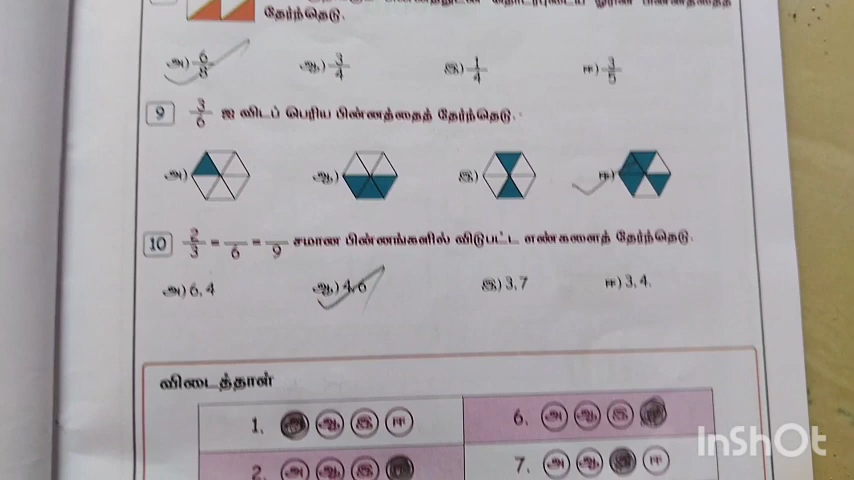 தேர்ந்தெடு.
அ) 6/8 ஆ) 3/4 இ) 1/4 ஈ) 3/5
9 3/6 ஐ விடப் பெரிய பின்னத்தைத் தேர்ந்தெடு.
அ) ஆ) இ) ஈ)
10 2/3 = _/6 = _/9 சமான பின்னங்களில் விடுபட்ட எண்களைத் தேர்ந்தெடு.
அ) 6, 4 ஆ) 4, 6 இ) 3, 7 ஈ) 3, 4.
விடைத்தாள்
1. ஆ இ ஈ 6. அ ஆ இ
2. அ ஆ இ 7. அ ஆ ஈ
InShOt